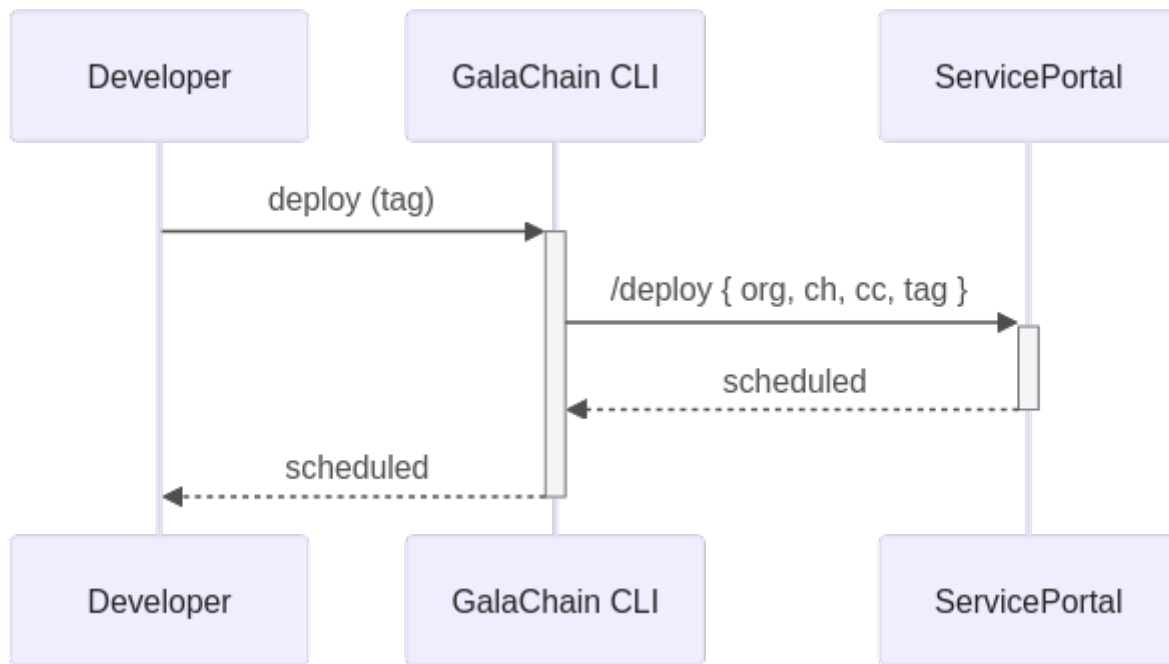 Developer
GalaChain CLI
ServicePortal
deploy (tag)
/deploy { org, ch, cc, tag }
scheduled
scheduled
Developer
GalaChain CLI
ServicePortal